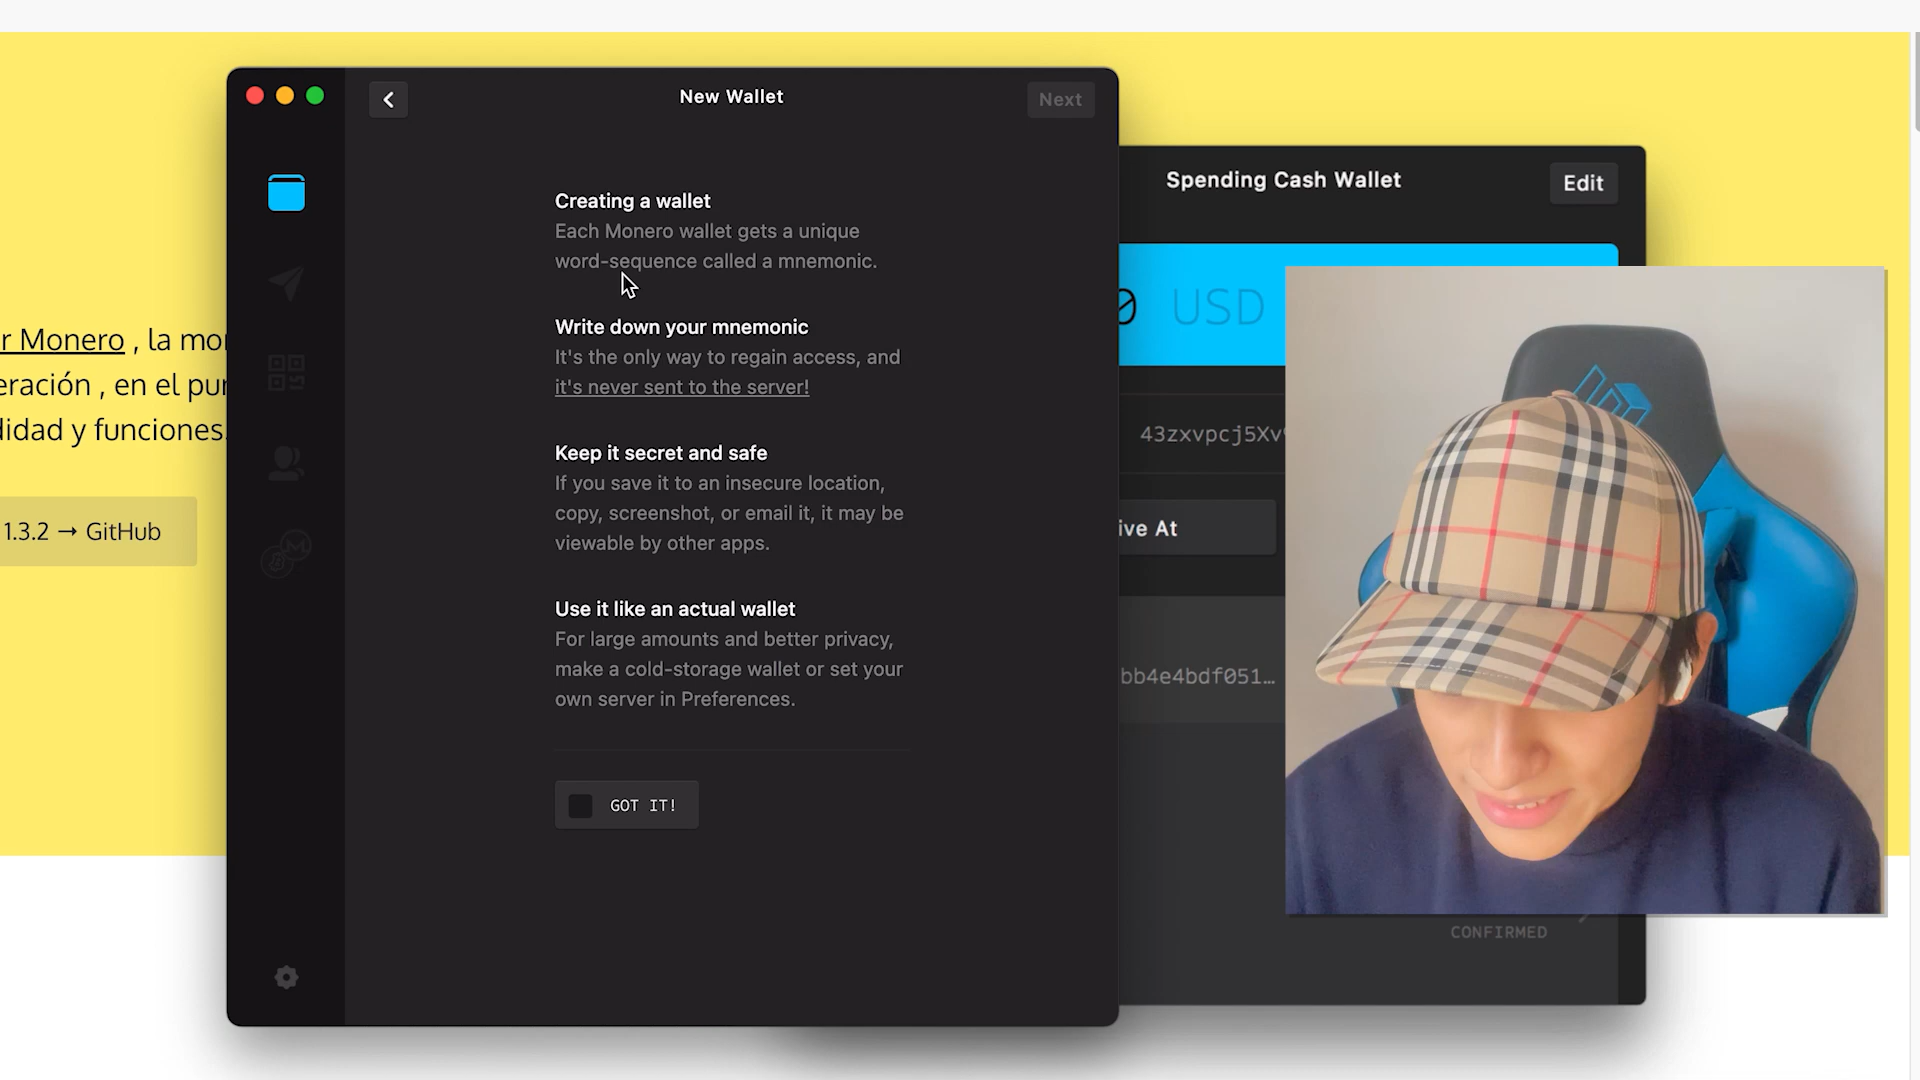 New Wallet
Next
Creating a wallet
Each Monero wallet gets a unique
word-sequence called a mnemonic.
Write down your mnemonic
It's the only way to regain access, and
it's never sent to the server!
Keep it secret and safe
If you save it to an insecure location,
copy, screenshot, or email it, it may be
viewable by other apps.
Use it like an actual wallet
For large amounts and better privacy,
make a cold-storage wallet or set your
own server in Preferences.
GOT IT!
Spending Cash Wallet
Edit
0 USD
43zxvpcj5Xv
ive At
bb4e4bdf051…
CONFIRMED
r Monero , la mo
eración , en el pu
didad y funciones.
1.3.2 → GitHub